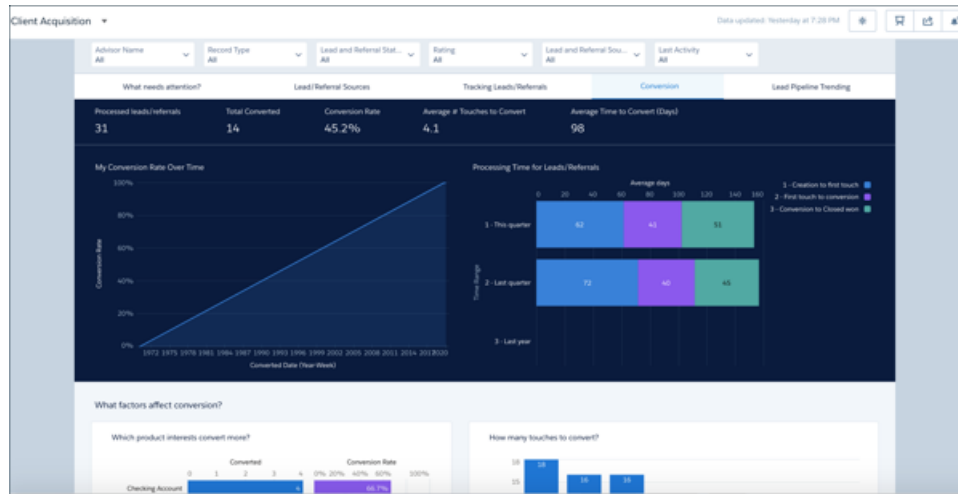 Client Acquisition
Data updated: Yesterday at 7:28 PM
Advisor Name
All
Record Type
All
Lead and Referral Stat...
All
Rating
All
Lead and Referral Sou...
All
Last Activity
All
What needs attention?
Lead/Referral Sources
Tracking Leads/Referrals
Conversion
Lead Pipeline Trending
Processed leads/referrals
31
Total Converted
14
Conversion Rate
45.2%
Average # Touches to Convert
4.1
Average Time to Convert (Days)
98
My Conversion Rate Over Time
100%
80%
60%
40%
20%
0%
Conversion Rate
1972 1975 1978 1981 1984 1987 1990 1993 1996 1999 2002 2005 2008 2011 2014 2017 2020
Converted Date (Year-Week)
Processing Time for Leads/Referrals
Average days
0 20 40 60 80 100 120 140 160
1 - Creation to first touch
2 - First touch to conversion
3 - Conversion to Closed won
Time Range
1 - This quarter
62 41 51
2 - Last quarter
72 40 45
3 - Last year
What factors affect conversion?
Which product interests convert more?
Converted
Conversion Rate
0 1 2 3 4
0% 20% 40% 60% 100%
Checking Account
4
66.7%
How many touches to convert?
18
15
18
16
16